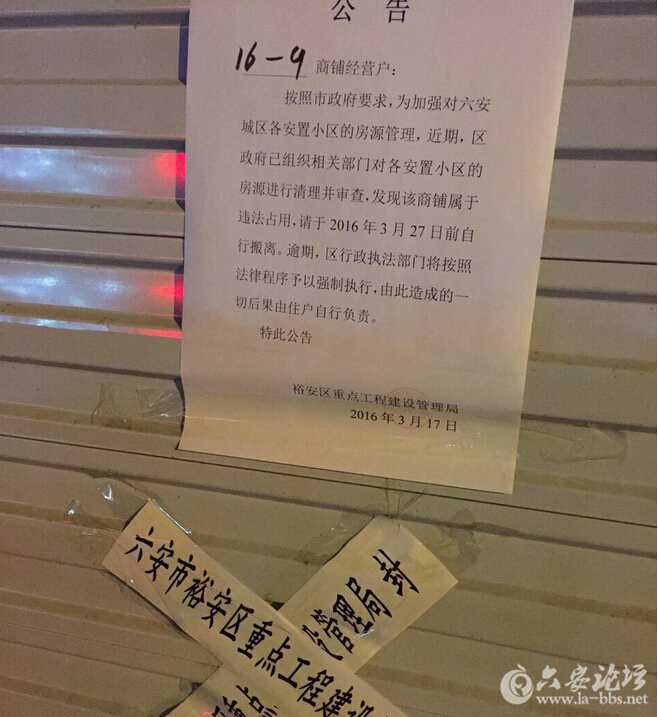 公 告
16-9 商铺经营户：
按照市政府要求，为加强对六安
城区各安置小区的房源管理，近期，区
政府已组织相关部门对各安置小区的
房源进行清理并审查，发现该商铺属于
违法占用，请于 2016 年 3 月 27 日前自
行搬离。逾期，区行政执法部门将按照
法律程序予以强制执行，由此造成的一
切后果由住户自行负责。
特此公告
裕安区重点工程建设管理局
2016 年 3 月 17 日
六安市裕安区重点工程建设
管理局封
六安论坛
www.la-bbs.net